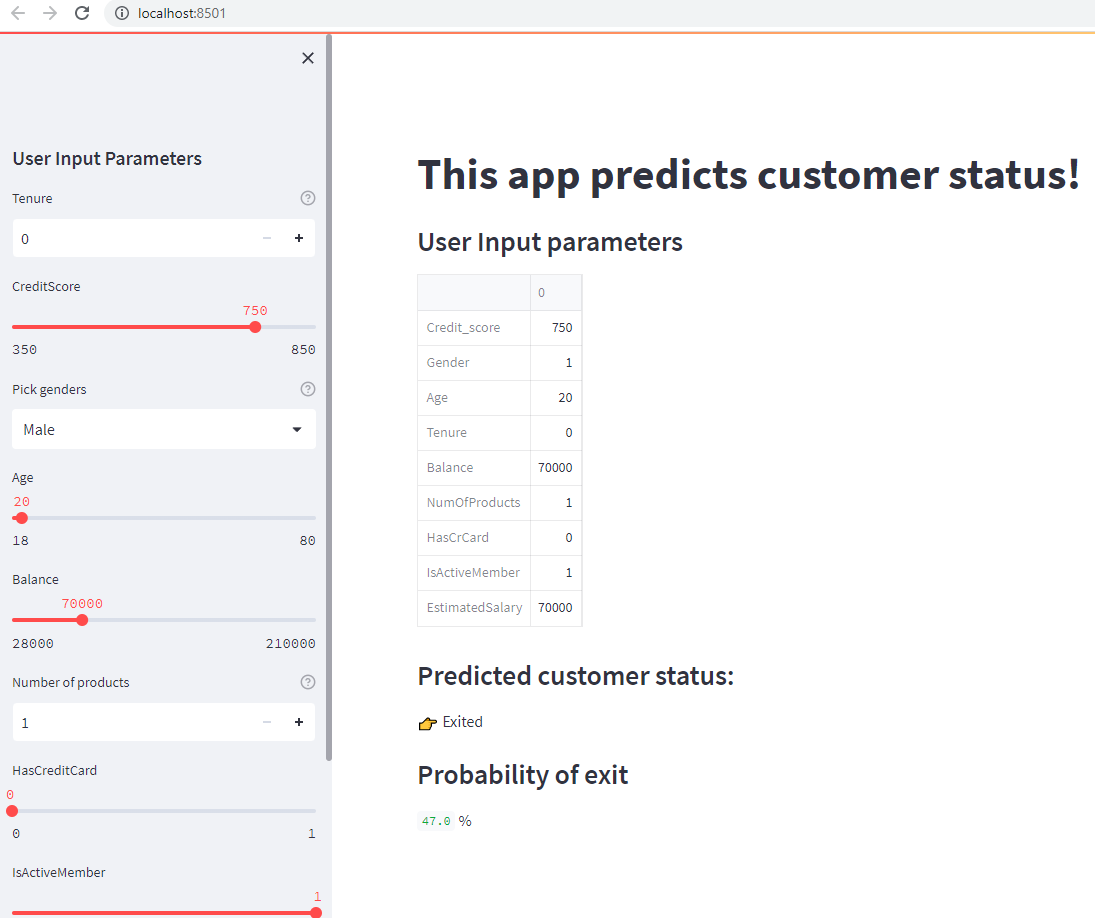 localhost:8501
User Input Parameters
Tenure
0
CreditScore
750
350 850
Pick genders
Male
Age
20
18 80
Balance
70000
28000 210000
Number of products
1
HasCreditCard
0
0 1
IsActiveMember
1
This app predicts customer status!
User Input parameters
0
Credit_score 750
Gender 1
Age 20
Tenure 0
Balance 70000
NumOfProducts 1
HasCrCard 0
IsActiveMember 1
EstimatedSalary 70000
Predicted customer status:
👉 Exited
Probability of exit
47.0 %